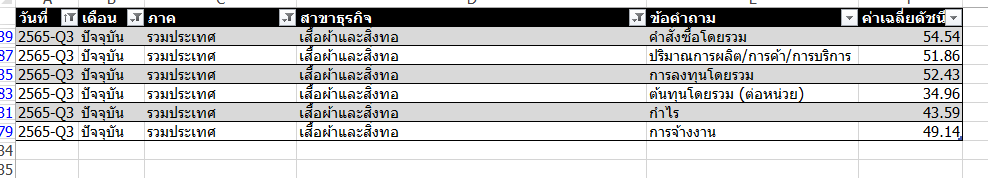 A B C D E F
วันที่ เดือน ภาค สาขาธุรกิจ ข้อคำถาม ค่าเฉลี่ยดัชนี
39 2565-Q3 ปัจจุบัน รวมประเทศ เสื้อผ้าและสิ่งทอ คำสั่งซื้อโดยรวม 54.54
37 2565-Q3 ปัจจุบัน รวมประเทศ เสื้อผ้าและสิ่งทอ ปริมาณการผลิต/การค้า/การบริการ 51.86
35 2565-Q3 ปัจจุบัน รวมประเทศ เสื้อผ้าและสิ่งทอ การลงทุนโดยรวม 52.43
33 2565-Q3 ปัจจุบัน รวมประเทศ เสื้อผ้าและสิ่งทอ ต้นทุนโดยรวม (ต่อหน่วย) 34.96
31 2565-Q3 ปัจจุบัน รวมประเทศ เสื้อผ้าและสิ่งทอ กำไร 43.59
79 2565-Q3 ปัจจุบัน รวมประเทศ เสื้อผ้าและสิ่งทอ การจ้างงาน 49.14
34
35